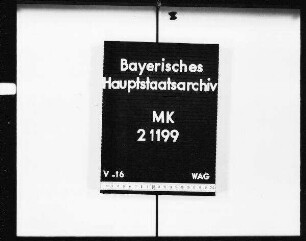 Bayerisches
Hauptstaatsarchiv
MK
21199
V-16 WAG